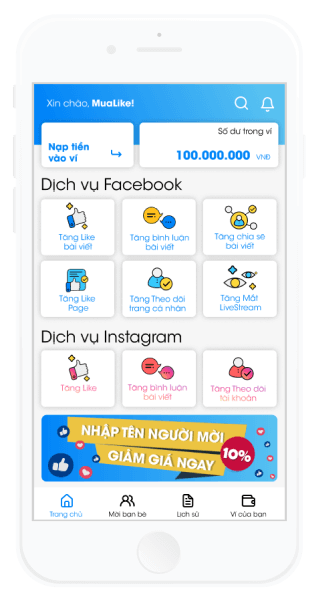 Xin chào, MuaLike!
Số dư trong ví
Nạp tiền
vào ví
100.000.000 VNĐ
Dịch vụ Facebook
Tăng Like
bài viết
Tăng bình luận
bài viết
Tăng chia sẻ
bài viết
Tăng Like
Page
Tăng Theo dõi
trang cá nhân
Tăng Mắt
LiveStream
Dịch vụ Instagram
Tăng Like
Tăng bình luận
bài viết
Tăng Theo dõi
tài khoản
NHẬP TÊN NGƯỜI MỜI
GIẢM GIÁ NGAY
10%
Trang chủ
Mời bạn bè
Lịch sử
Ví của bạn